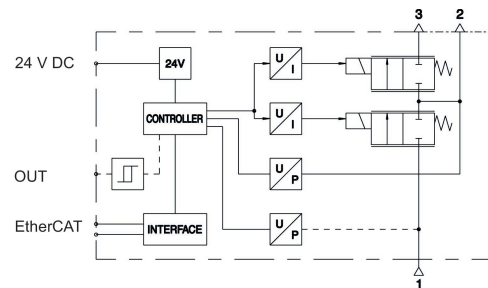 3 2
24 V DC
24V
U
I
CONTROLLER
U
I
OUT
U
P
EtherCAT
INTERFACE
U
P
1